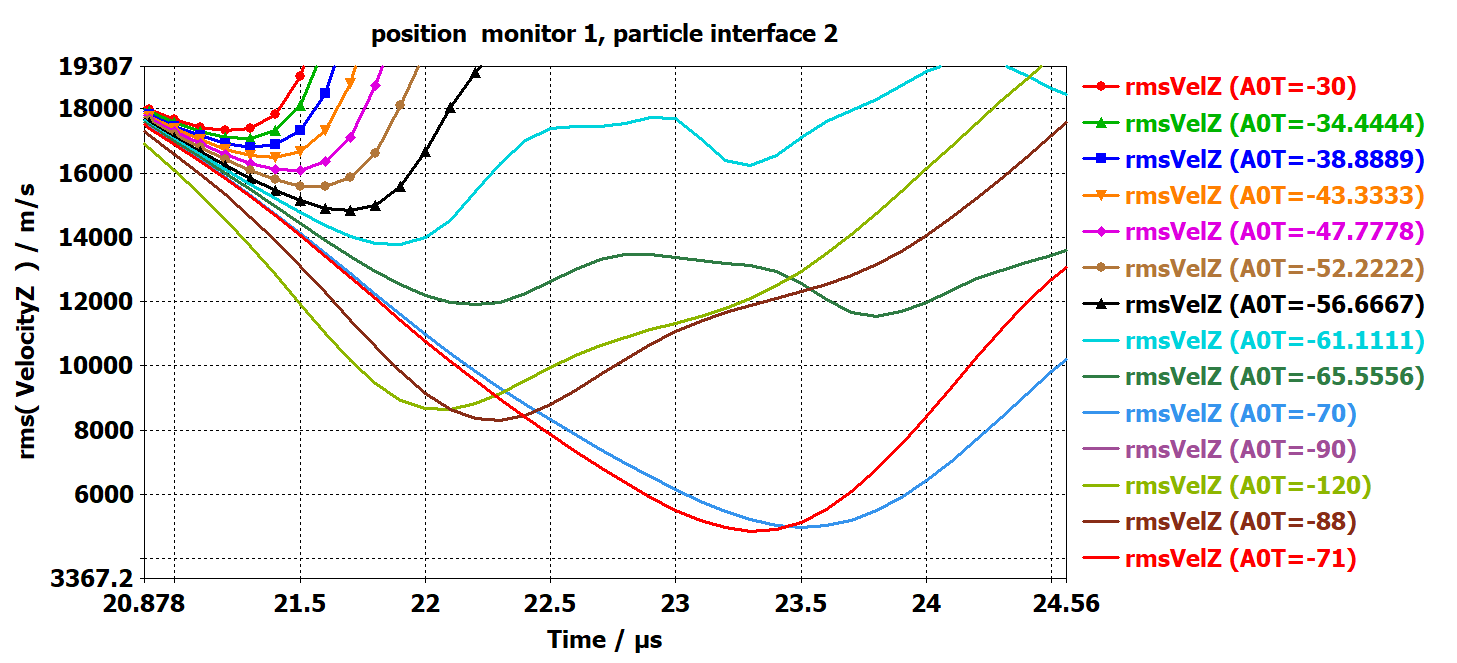 position monitor 1, particle interface 2
rms( VelocityZ ) / m/s
19307
18000
16000
14000
12000
10000
8000
6000
3367.2
20.878
21.5
22
22.5
23
23.5
24
24.56
Time / µs
rmsVelZ (A0T=-30)
rmsVelZ (A0T=-34.4444)
rmsVelZ (A0T=-38.8889)
rmsVelZ (A0T=-43.3333)
rmsVelZ (A0T=-47.7778)
rmsVelZ (A0T=-52.2222)
rmsVelZ (A0T=-56.6667)
rmsVelZ (A0T=-61.1111)
rmsVelZ (A0T=-65.5556)
rmsVelZ (A0T=-70)
rmsVelZ (A0T=-90)
rmsVelZ (A0T=-120)
rmsVelZ (A0T=-88)
rmsVelZ (A0T=-71)